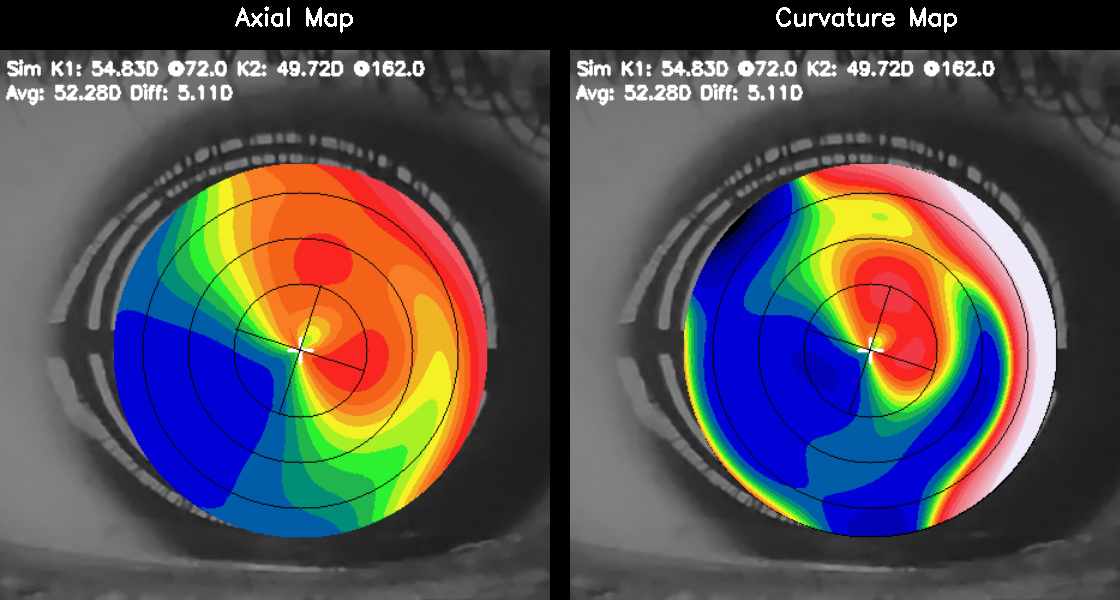 Axial Map
Curvature Map
Sim K1: 54.83D @72.0 K2: 49.72D @162.0
Avg: 52.28D Diff: 5.11D
Sim K1: 54.83D @72.0 K2: 49.72D @162.0
Avg: 52.28D Diff: 5.11D